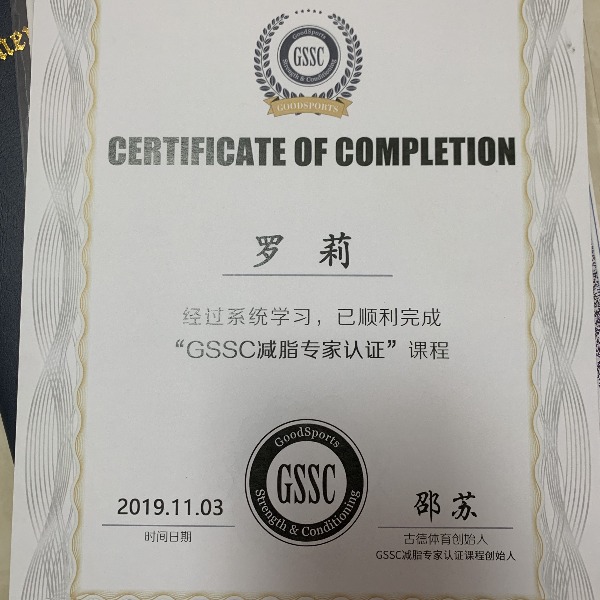 GoodSports
GSSC
Strength & Conditioning
GOODSPORTS
CERTIFICATE OF COMPLETION
罗 莉
经过系统学习，已顺利完成
“GSSC减脂专家认证”课程
GoodSports
GSSC
Strength & Conditioning
2019.11.03
时间日期
邵 苏
古德体育创始人
GSSC减脂专家认证课程创始人